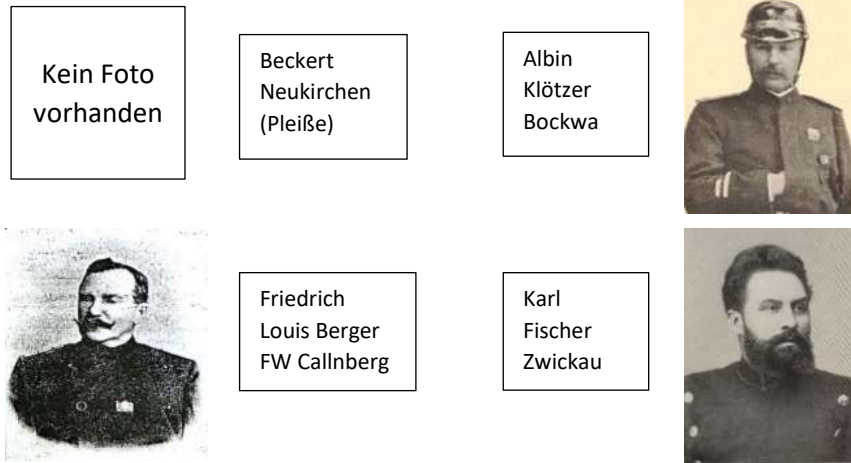 Kein Foto
vorhanden
Beckert
Neukirchen
(Pleiße)
Albin
Klötzer
Bockwa
Friedrich
Louis Berger
FW Callnberg
Karl
Fischer
Zwickau